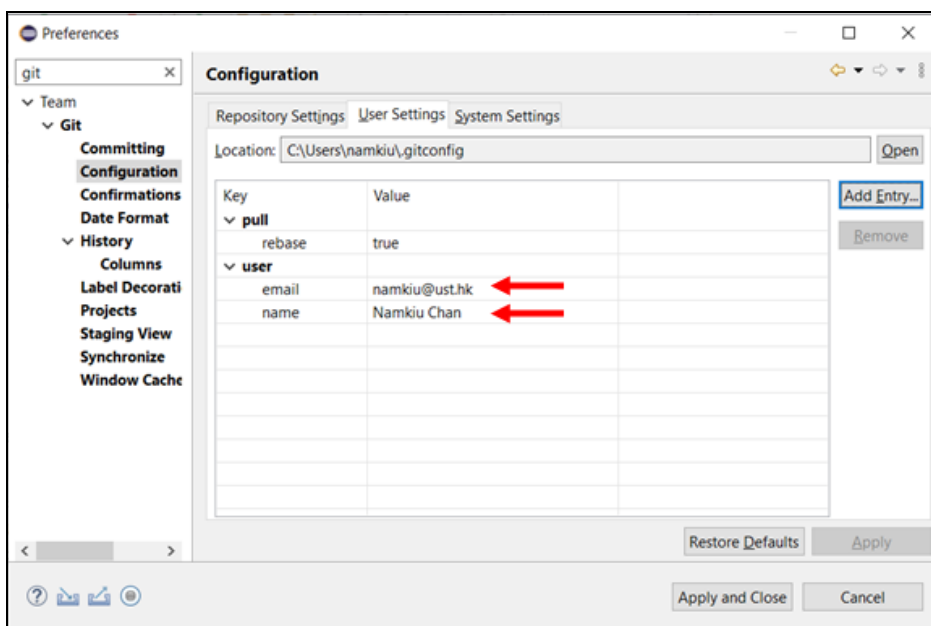 Preferences
git
Configuration
Team
Git
Committing
Configuration
Confirmations
Date Format
History
Columns
Label Decorati
Projects
Staging View
Synchronize
Window Cache
Repository Settings User Settings System Settings
Location: C:\Users\namkiu\.gitconfig Open
Key Value
pull
rebase true
user
email namkiu@ust.hk
name Namkiu Chan
Add Entry...
Remove
Restore Defaults Apply
Apply and Close Cancel